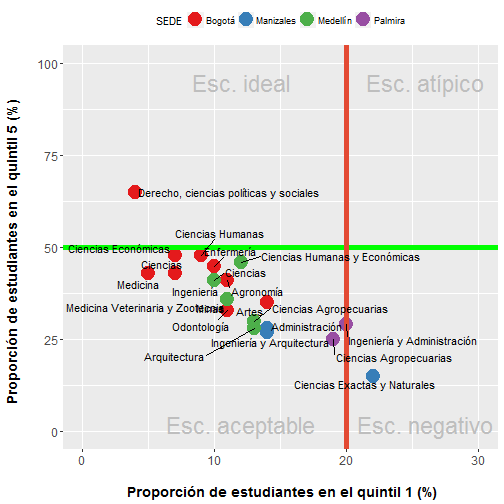 SEDE Bogotá Manizales Medellín Palmira
Proporción de estudiantes en el quintil 5 (%)
100
75
50
25
0
Esc. ideal
Esc. atípico
Derecho, ciencias políticas y sociales
Ciencias Humanas
Ciencias Económicas
Enfermería
Ciencias Humanas y Económicas
Ciencias
Ciencias
Medicina
Ingeniería
Agronomía
Medicina Veterinaria y Zootecnia
Minas
Artes
Ciencias Agropecuarias
Odontología
Administración
Ingeniería y Arquitectura
Ingeniería y Administración
Arquitectura
Ciencias Agropecuarias
Ciencias Exactas y Naturales
Esc. aceptable
Esc. negativo
0
10
20
30
Proporción de estudiantes en el quintil 1 (%)